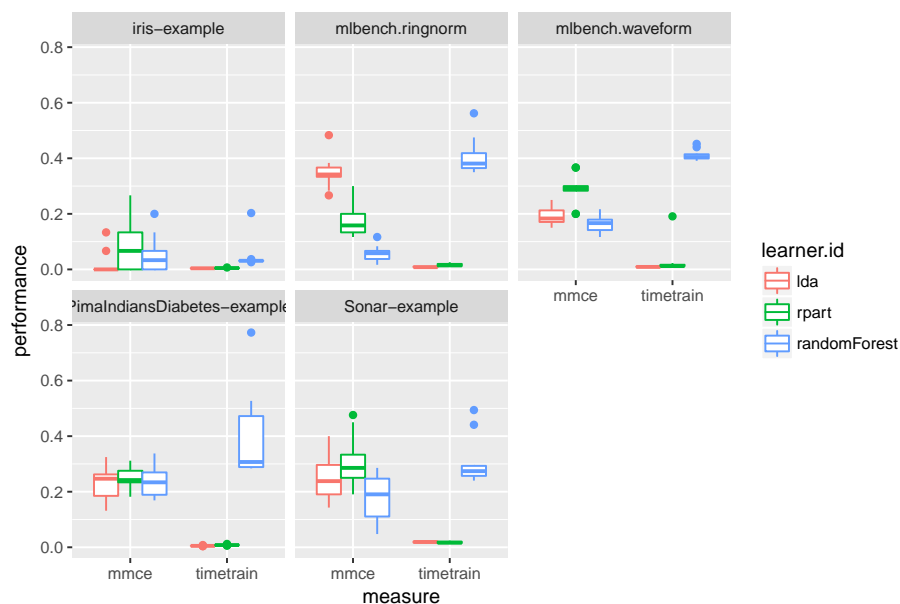 iris-example
mlbench.ringnorm
mlbench.waveform
0.8
0.6
0.4
0.2
0.0
mmce
timetrain
PimaIndiansDiabetes-example
Sonar-example
0.8
0.6
0.4
0.2
0.0
mmce
timetrain
mmce
timetrain
performance
measure
learner.id
lda
rpart
randomForest